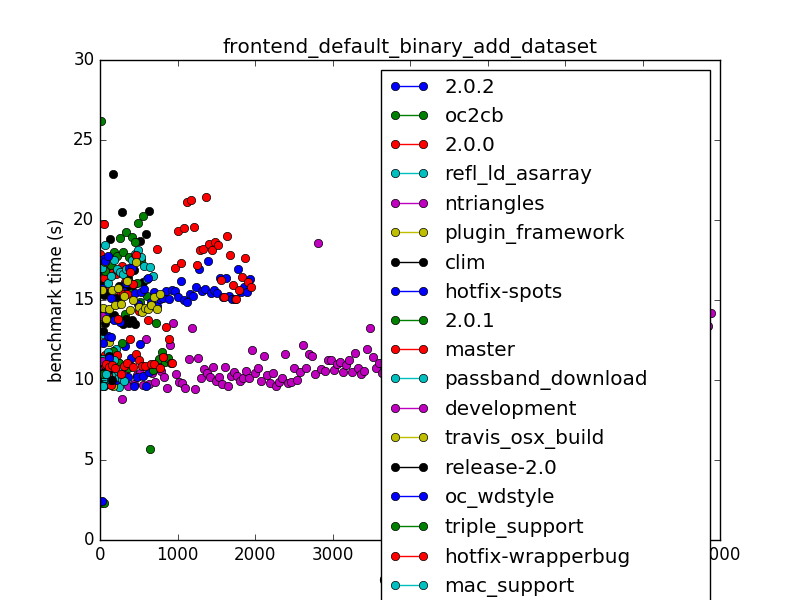 frontend_default_binary_add_dataset
30
25
20
15
10
5
0
benchmark time (s)
0 1000 2000 3000 000
2.0.2
oc2cb
2.0.0
refl_ld_asarray
ntriangles
plugin_framework
clim
hotfix-spots
2.0.1
master
passband_download
development
travis_osx_build
release-2.0
oc_wdstyle
triple_support
hotfix-wrapperbug
mac_support